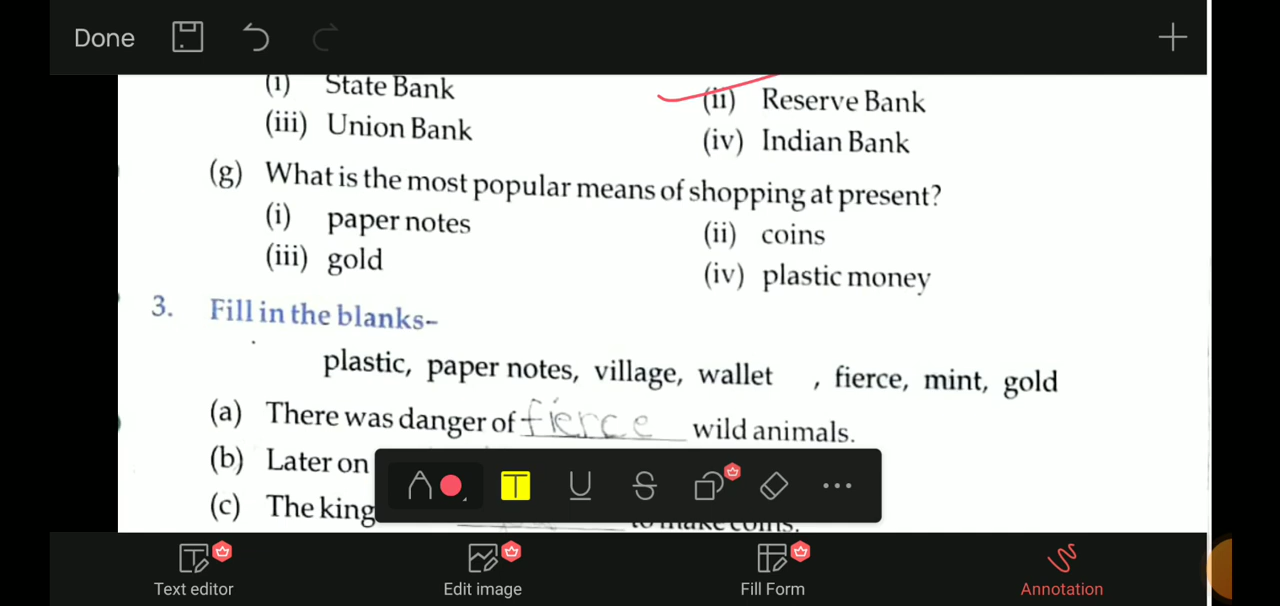 Done
(i) State Bank (ii) Reserve Bank
(iii) Union Bank (iv) Indian Bank
(g) What is the most popular means of shopping at present?
(i) paper notes (ii) coins
(iii) gold (iv) plastic money
3. Fill in the blanks-
plastic, paper notes, village, wallet , fierce, mint, gold
(a) There was danger of fierce wild animals.
(b) Later on
(c) The king to make coins.
T U S
Text editor Edit image Fill Form Annotation